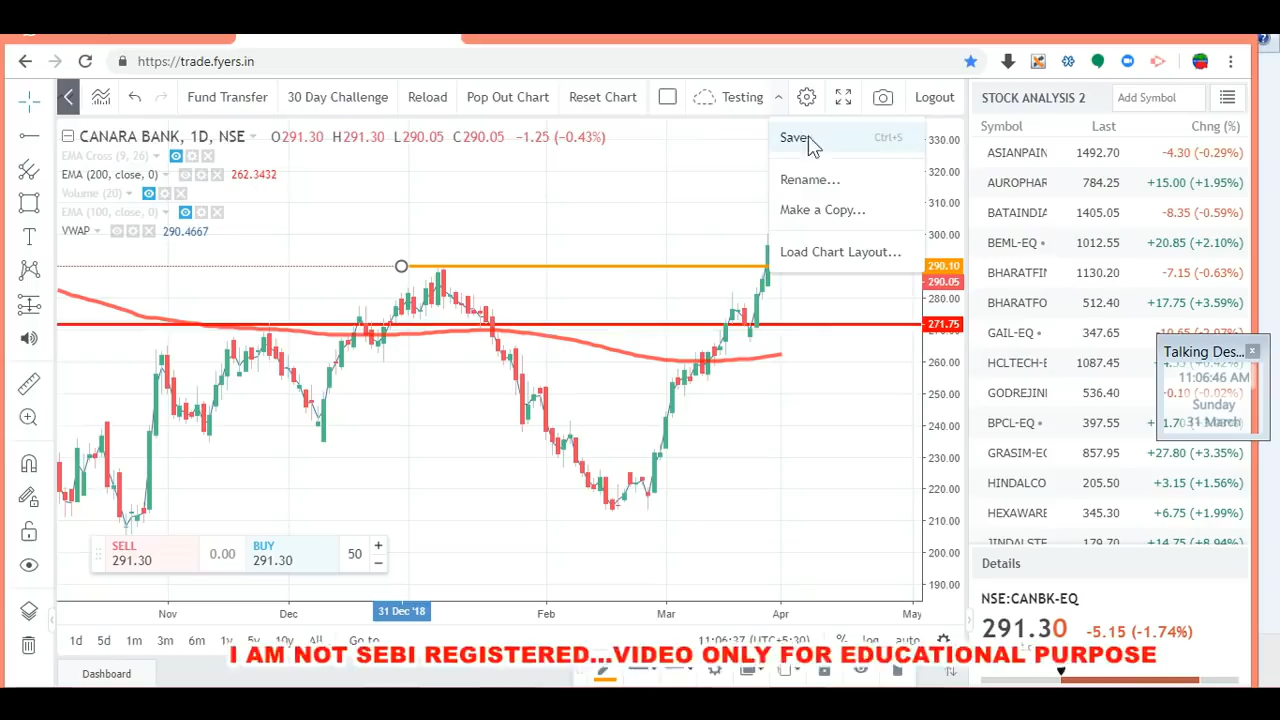 https://trade.fyers.in
Fund Transfer 30 Day Challenge Reload Pop Out Chart Reset Chart Testing Logout
STOCK ANALYSIS 2 Add Symbol
Symbol Last Chng (%)
CANARA BANK, 1D, NSE O291.30 H291.30 L290.05 C290.05 −1.25 (−0.43%)
EMA Cross (9, 26)
EMA (200, close, 0) 262.3432
Volume (20)
EMA (100, close, 0)
VWAP 290.4667
Save Ctrl+S
Rename...
Make a Copy...
Load Chart Layout...
330.00
320.00
310.00
300.00
290.10
290.05
280.00
271.75
260.00
250.00
240.00
230.00
220.00
210.00
200.00
190.00
ASIANPAIN 1492.70 -4.30 (-0.29%)
AUROPHAR 784.25 +15.00 (+1.95%)
BATAINDIA 1405.05 -8.35 (-0.59%)
BEML-EQ 1012.55 +20.85 (+2.10%)
BHARATFIN 1130.20 -7.15 (-0.63%)
BHARATFO 512.40 +17.75 (+3.59%)
GAIL-EQ 347.65
HCLTECH-E 1087.45
GODREJINI 536.40 -0.10 (-0.02%)
BPCL-EQ 397.55
GRASIM-EQ 857.95 +27.80 (+3.35%)
HINDALCO 205.50 +3.15 (+1.56%)
HEXAWARE 345.30 +6.75 (+1.99%)
JINDALSTE 179.70 +14.75 (+8.94%)
Talking Des... x
11:06:46 AM
Sunday
31 March
SELL
291.30
0.00
BUY
291.30
50 + −
Nov Dec 31 Dec '18 Feb Mar Apr May
1d 5d 1m 3m 6m 1y 5y 10y All Go to... 11:06:37 (UTC+5:30) % log auto
Details
NSE:CANBK-EQ
291.30 -5.15 (-1.74%)
I AM NOT SEBI REGISTERED...VIDEO ONLY FOR EDUCATIONAL PURPOSE
Dashboard